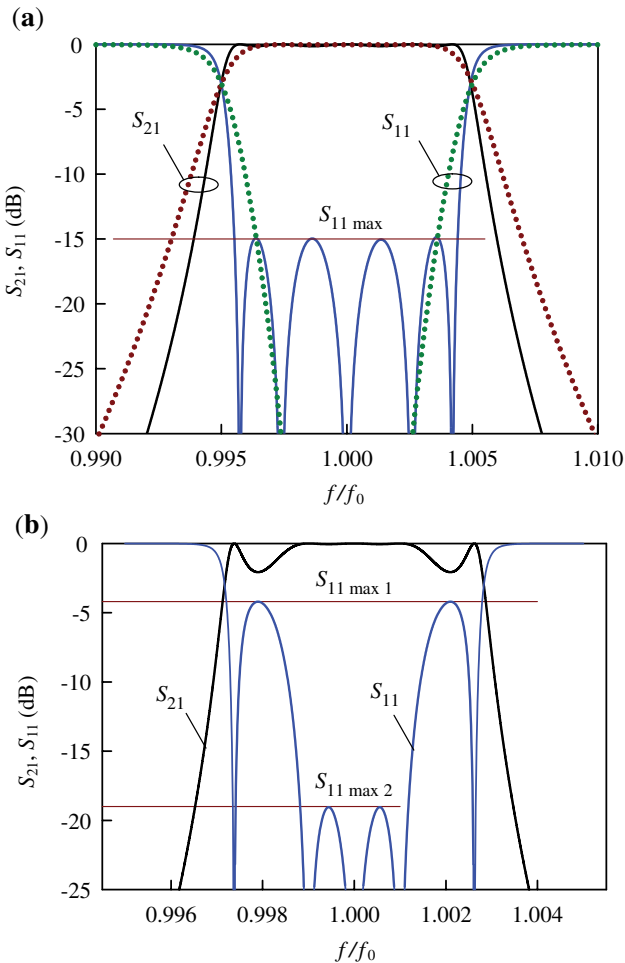 (a)
0
-5
-10
-15
-20
-25
-30
S21, S11 (dB)
S21
S11
S11 max
0.990
0.995
1.000
1.005
1.010
f/f0
(b)
0
-5
-10
-15
-20
-25
S21, S11 (dB)
S11 max 1
S21
S11
S11 max 2
0.996
0.998
1.000
1.002
1.004
f/f0